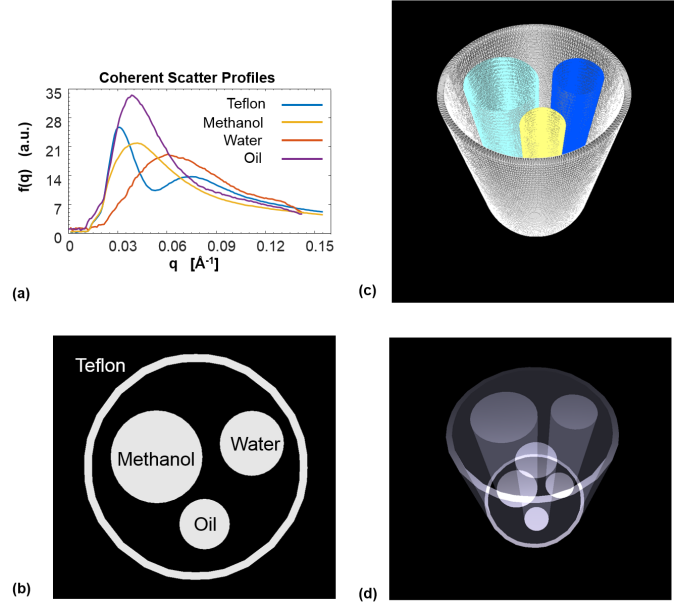 Coherent Scatter Profiles
35
28
21
14
7
0
f(q) (a.u.)
Teflon
Methanol
Water
Oil
0 0.03 0.06 0.09 0.12 0.15
q [Å⁻¹]
(a)
(c)
Teflon
Methanol
Water
Oil
(b)
(d)